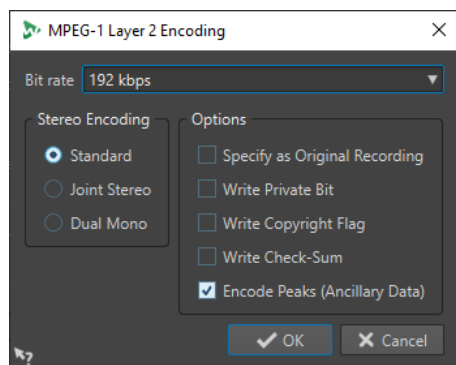 MPEG-1 Layer 2 Encoding
Bit rate 192 kbps
Stereo Encoding
Standard
Joint Stereo
Dual Mono
Options
Specify as Original Recording
Write Private Bit
Write Copyright Flag
Write Check-Sum
Encode Peaks (Ancillary Data)
OK Cancel
?